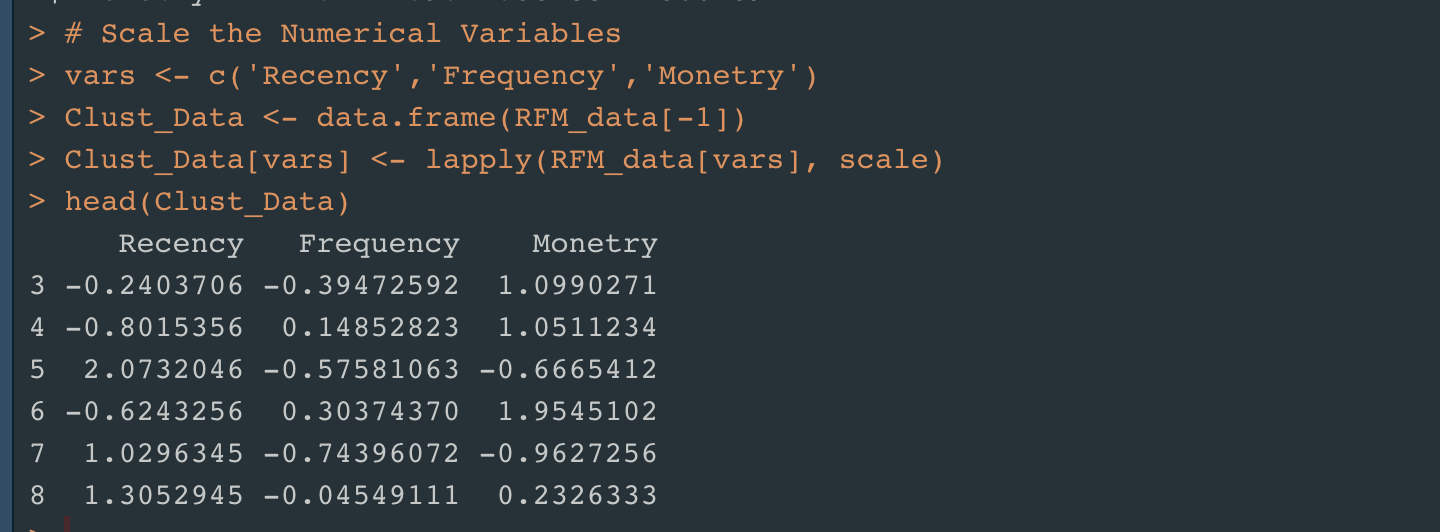 > # Scale the Numerical Variables
> vars <- c('Recency','Frequency','Monetry')
> Clust_Data <- data.frame(RFM_data[-1])
> Clust_Data[vars] <- lapply(RFM_data[vars], scale)
> head(Clust_Data)
Recency Frequency Monetry
3 -0.2403706 -0.39472592 1.0990271
4 -0.8015356 0.14852823 1.0511234
5 2.0732046 -0.57581063 -0.6665412
6 -0.6243256 0.30374370 1.9545102
7 1.0296345 -0.74396072 -0.9627256
8 1.3052945 -0.04549111 0.2326333